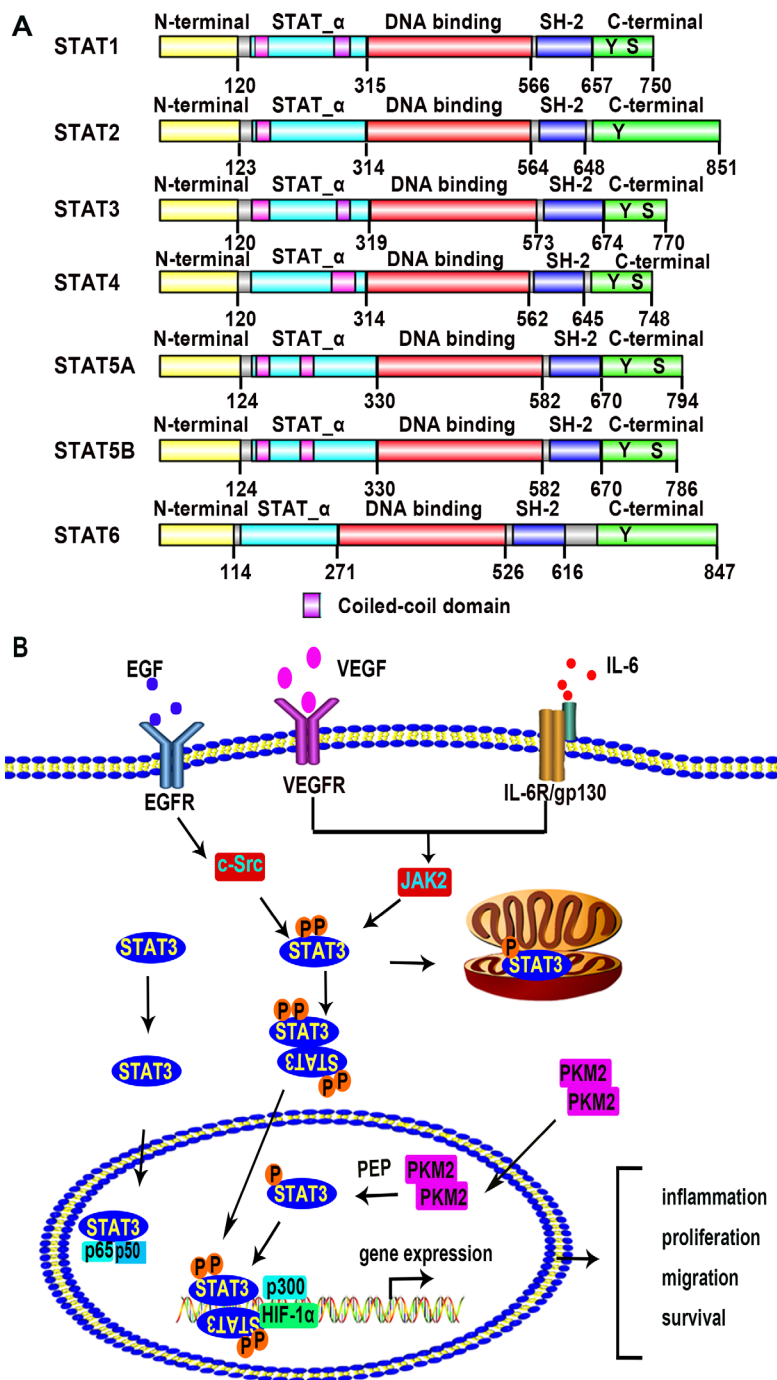 A
N-terminal STAT_α DNA binding SH-2 C-terminal
STAT1 Y S
120 315 566 657 750
N-terminal STAT_α DNA binding SH-2 C-terminal
STAT2 Y
123 314 564 648 851
N-terminal STAT_α DNA binding SH-2 C-terminal
STAT3 Y S
120 319 573 674 770
N-terminal STAT_α DNA binding SH-2 C-terminal
STAT4 Y S
120 314 562 645 748
N-terminal STAT_α DNA binding SH-2 C-terminal
STAT5A Y S
124 330 582 670 794
N-terminal STAT_α DNA binding SH-2 C-terminal
STAT5B Y S
124 330 582 670 786
N-terminal STAT_α DNA binding SH-2 C-terminal
STAT6 Y
114 271 526 616 847
Coiled-coil domain
B
EGF VEGF IL-6
EGFR VEGFR IL-6R/gp130
c-Src JAK2
P P
STAT3
STAT3
P
STAT3
P P
STAT3
STAT3
P P
STAT3
PKM2
PKM2
PEP
PKM2
PKM2
P
STAT3
STAT3
p65 p50
P P
STAT3 p300
STAT3 HIF-1α
P P
gene expression
inflammation
proliferation
migration
survival